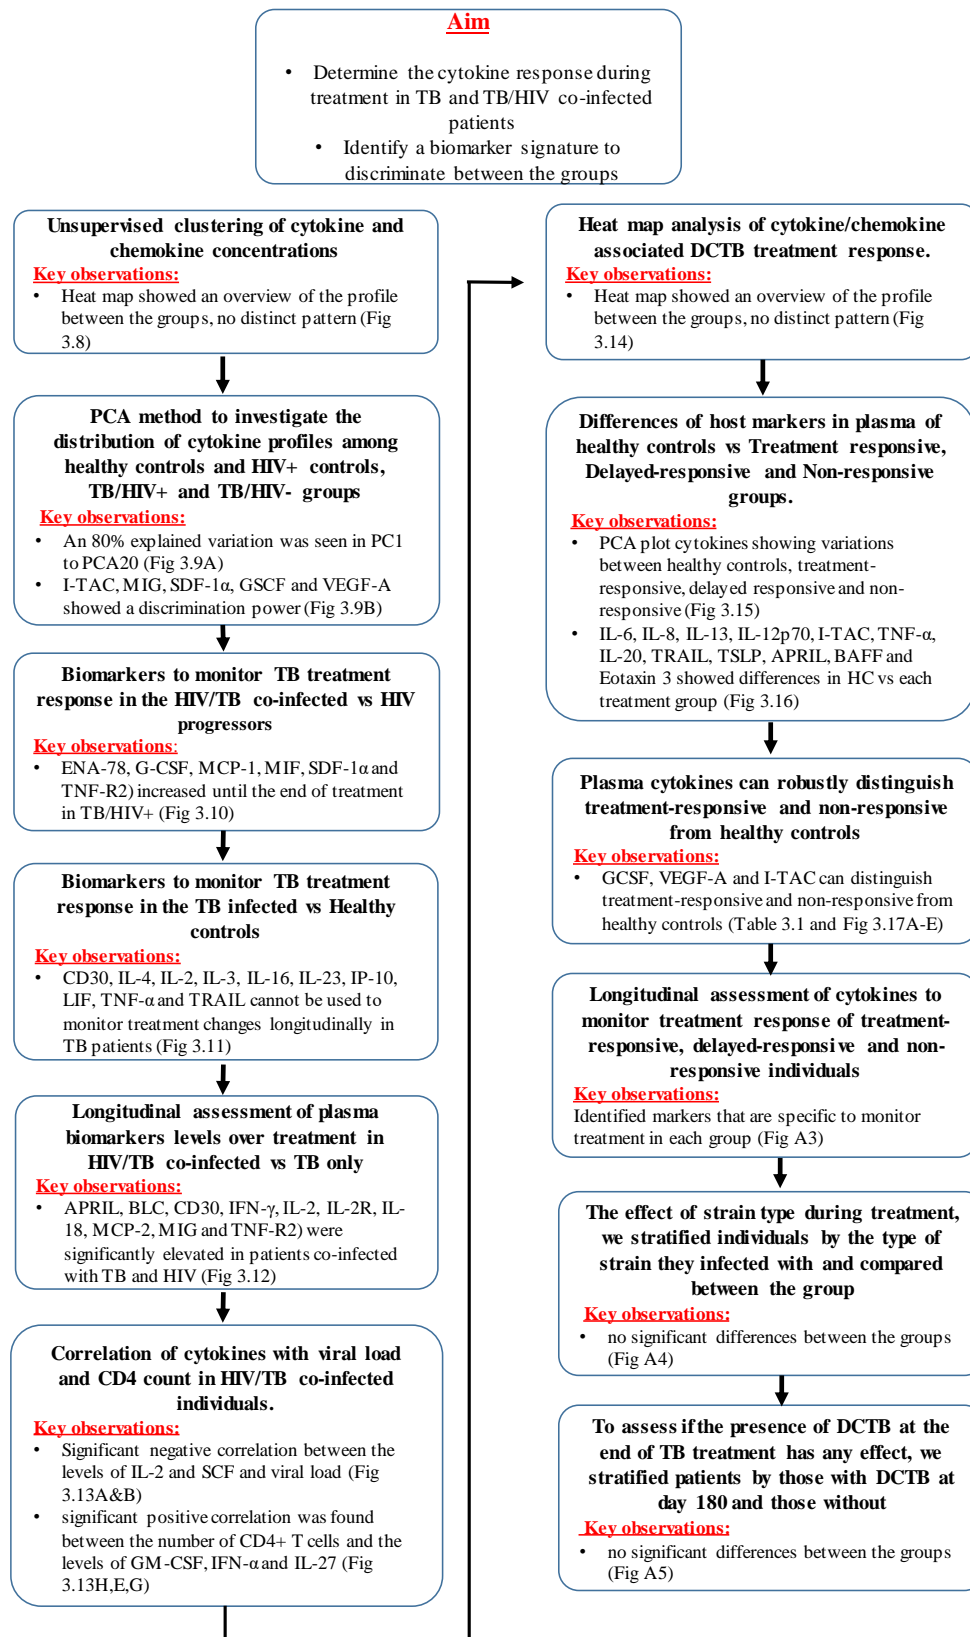 Aim
• Determine the cytokine response during
treatment in TB and TB/HIV co-infected
patients
• Identify a biomarker signature to
discriminate between the groups
Unsupervised clustering of cytokine and
chemokine concentrations
Key observations:
• Heat map showed an overview of the profile
between the groups, no distinct pattern (Fig
3.8)
PCA method to investigate the
distribution of cytokine profiles among
healthy controls and HIV+ controls,
TB/HIV+ and TB/HIV- groups
Key observations:
• An 80% explained variation was seen in PC1
to PCA20 (Fig 3.9A)
• I-TAC, MIG, SDF-1α, GSCF and VEGF-A
showed a discrimination power (Fig 3.9B)
Biomarkers to monitor TB treatment
response in the HIV/TB co-infected vs HIV
progressors
Key observations:
• ENA-78, G-CSF, MCP-1, MIF, SDF-1α and
TNF-R2) increased until the end of treatment
in TB/HIV+ (Fig 3.10)
Biomarkers to monitor TB treatment
response in the TB infected vs Healthy
controls
Key observations:
• CD30, IL-4, IL-2, IL-3, IL-16, IL-23, IP-10,
LIF, TNF-α and TRAIL cannot be used to
monitor treatment changes longitudinally in
TB patients (Fig 3.11)
Longitudinal assessment of plasma
biomarkers levels over treatment in
HIV/TB co-infected vs TB only
Key observations:
• APRIL, BLC, CD30, IFN-γ, IL-2, IL-2R, IL-
18, MCP-2, MIG and TNF-R2) were
significantly elevated in patients co-infected
with TB and HIV (Fig 3.12)
Correlation of cytokines with viral load
and CD4 count in HIV/TB co-infected
individuals.
Key observations:
• Significant negative correlation between the
levels of IL-2 and SCF and viral load (Fig
3.13A&B)
• significant positive correlation was found
between the number of CD4+ T cells and the
levels of GM-CSF, IFN-α and IL-27 (Fig
3.13H,E,G)
Heat map analysis of cytokine/chemokine
associated DCTB treatment response.
Key observations:
• Heat map showed an overview of the profile
between the groups, no distinct pattern (Fig
3.14)
Differences of host markers in plasma of
healthy controls vs Treatment responsive,
Delayed-responsive and Non-responsive
groups.
Key observations:
• PCA plot cytokines showing variations
between healthy controls, treatment-
responsive, delayed responsive and non-
responsive (Fig 3.15)
• IL-6, IL-8, IL-13, IL-12p70, I-TAC, TNF-α,
IL-20, TRAIL, TSLP, APRIL, BAFF and
Eotaxin 3 showed differences in HC vs each
treatment group (Fig 3.16)
Plasma cytokines can robustly distinguish
treatment-responsive and non-responsive
from healthy controls
Key observations:
• GCSF, VEGF-A and I-TAC can distinguish
treatment-responsive and non-responsive from
healthy controls (Table 3.1 and Fig 3.17A-E)
Longitudinal assessment of cytokines to
monitor treatment response of treatment-
responsive, delayed-responsive and non-
responsive individuals
Key observations:
Identified markers that are specific to monitor
treatment in each group (Fig A3)
The effect of strain type during treatment,
we stratified individuals by the type of
strain they infected with and compared
between the group
Key observations:
• no significant differences between the groups
(Fig A4)
To assess if the presence of DCTB at the
end of TB treatment has any effect, we
stratified patients by those with DCTB at
day 180 and those without
Key observations:
• no significant differences between the groups
(Fig A5)